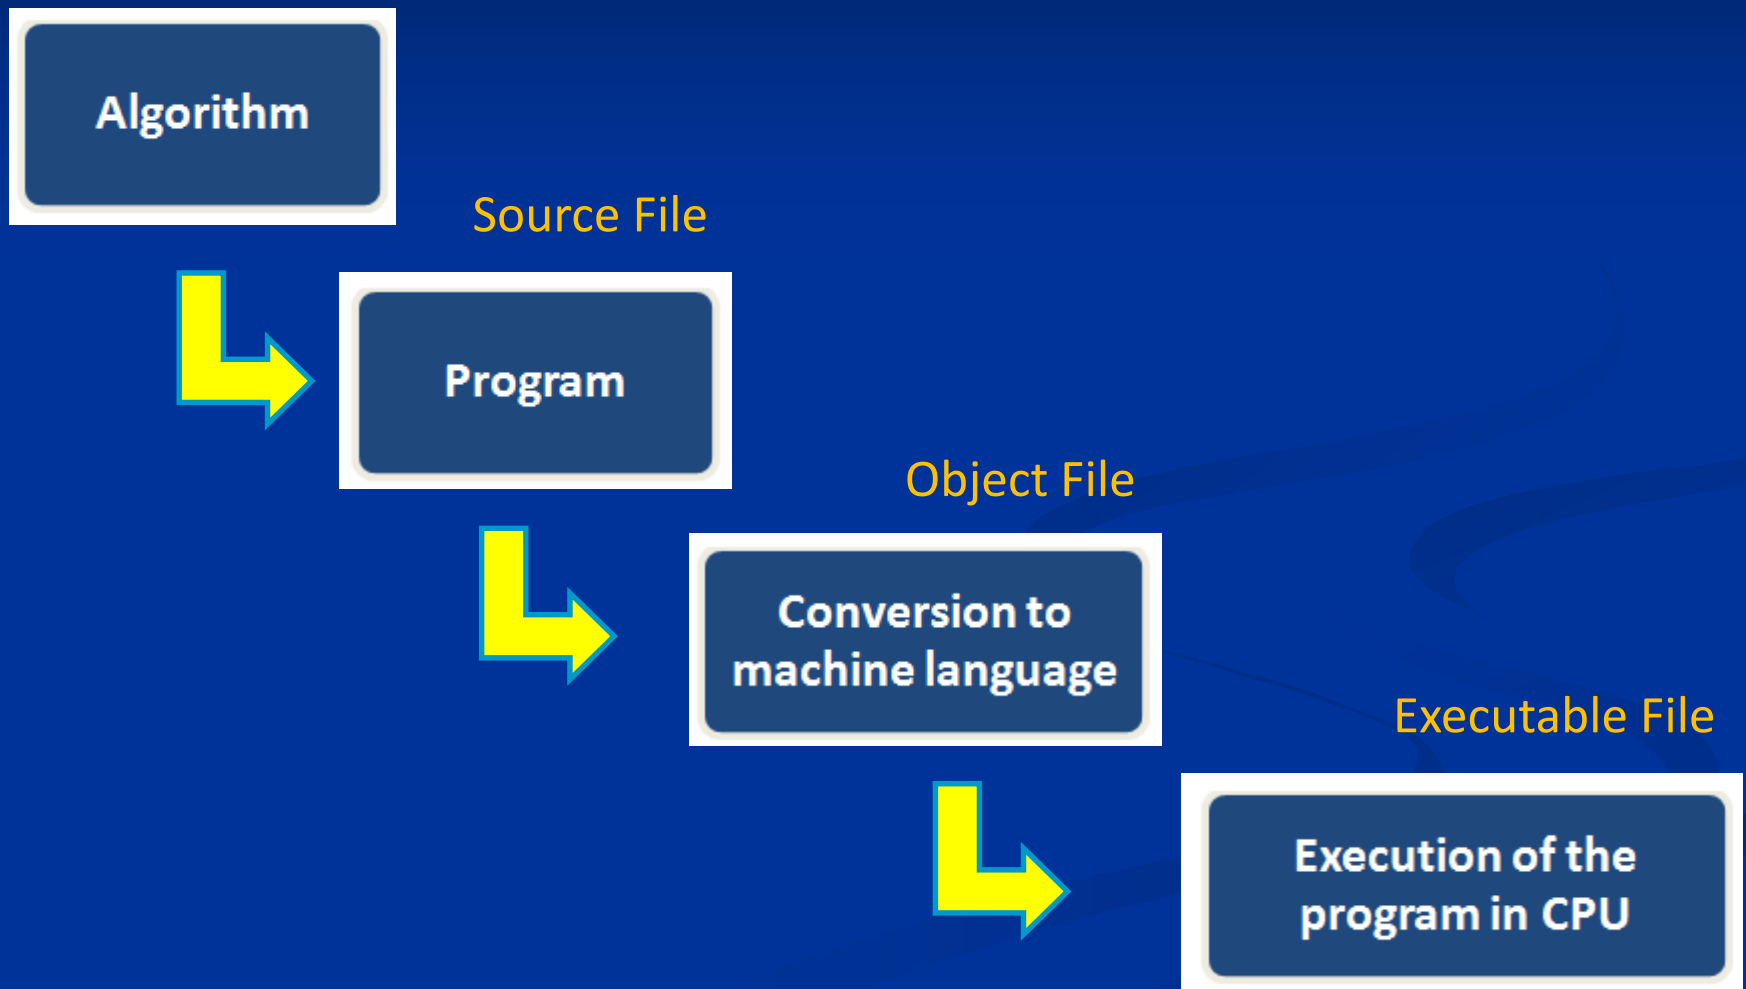 Algorithm
Source File
Program
Object File
Conversion to
machine language
Executable File
Execution of the
program in CPU